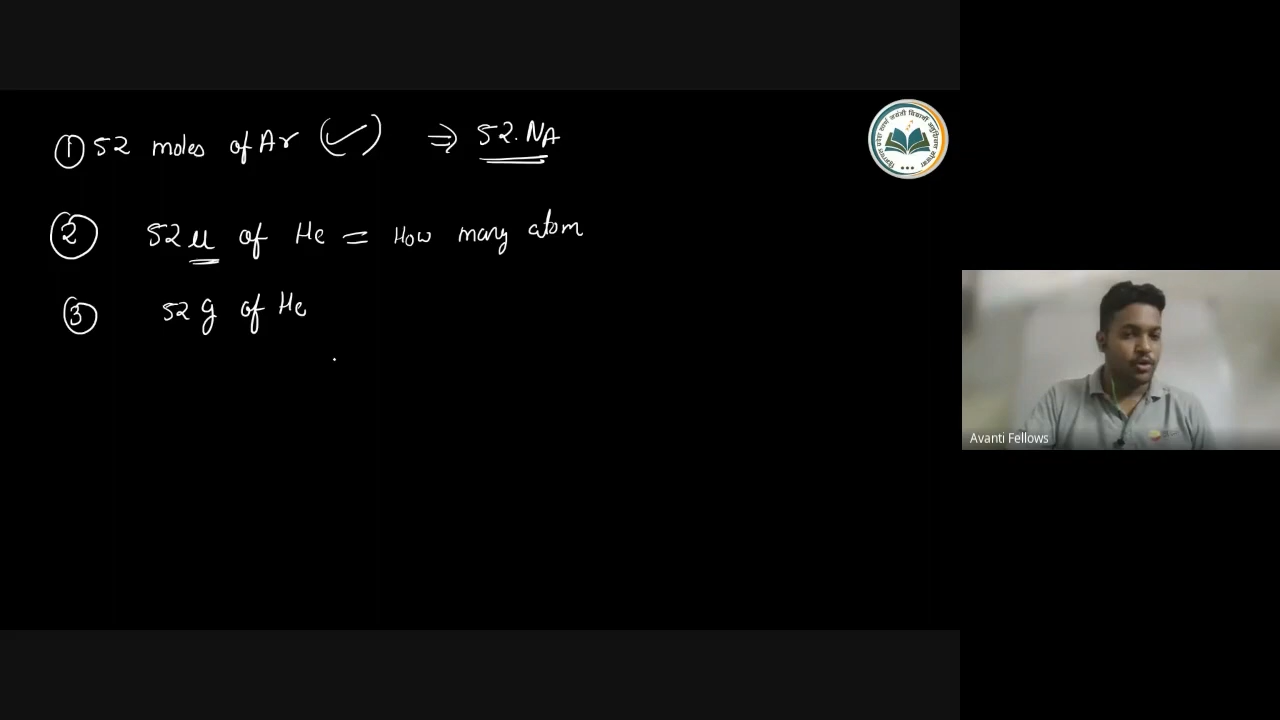 ① 52 moles of Ar (✓) ⇒ 52. NA
② 52 u of He = How many atom
③ 52 g of He
Avanti Fellows